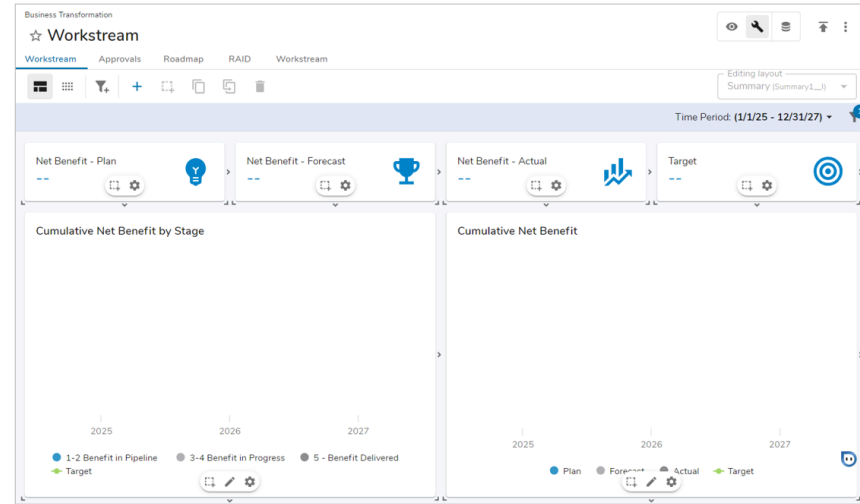 Business Transformation
Workstream
Workstream Approvals Roadmap RAID Workstream
Editing layout
Summary (Summary1__I)
Time Period: (1/1/25 - 12/31/27)
Net Benefit - Plan
--
Net Benefit - Forecast
--
Net Benefit - Actual
--
Target
--
Cumulative Net Benefit by Stage
2025 2026 2027
1-2 Benefit in Pipeline 3-4 Benefit in Progress 5 - Benefit Delivered
Target
Cumulative Net Benefit
2025 2026 2027
Plan Forecast Actual Target